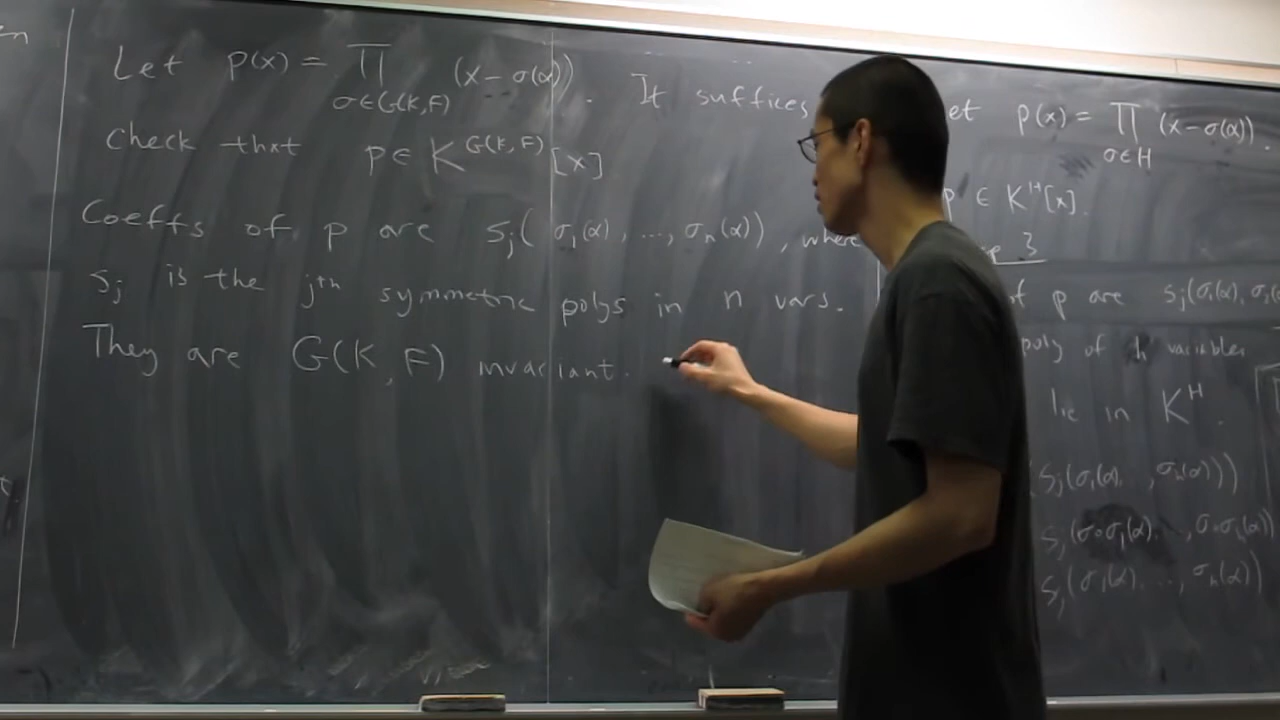 Let p(x) = ∏_{σ∈G(K,F)} (x-σ(α)). It suffices
check that p ∈ K^{G(K,F)}[x]
Coeffs of p are s_j(σ_1(α), ..., σ_n(α)), where
s_j is the j^{th} symmetric polys in n vars.
They are G(K,F) invariant.
et p(x) = ∏_{σ∈H} (x-σ(α)).
p ∈ K^H[x].
3
of p are s_j(σ_1(α), σ_2(α)
poly of h variables
lie in K^H.
(s_j(σ_1(α), , σ_h(α)))
s_j(σ∘σ_1(α), ..., σ∘σ_h(α))
s_j(σ_1(α), ..., σ_h(α))